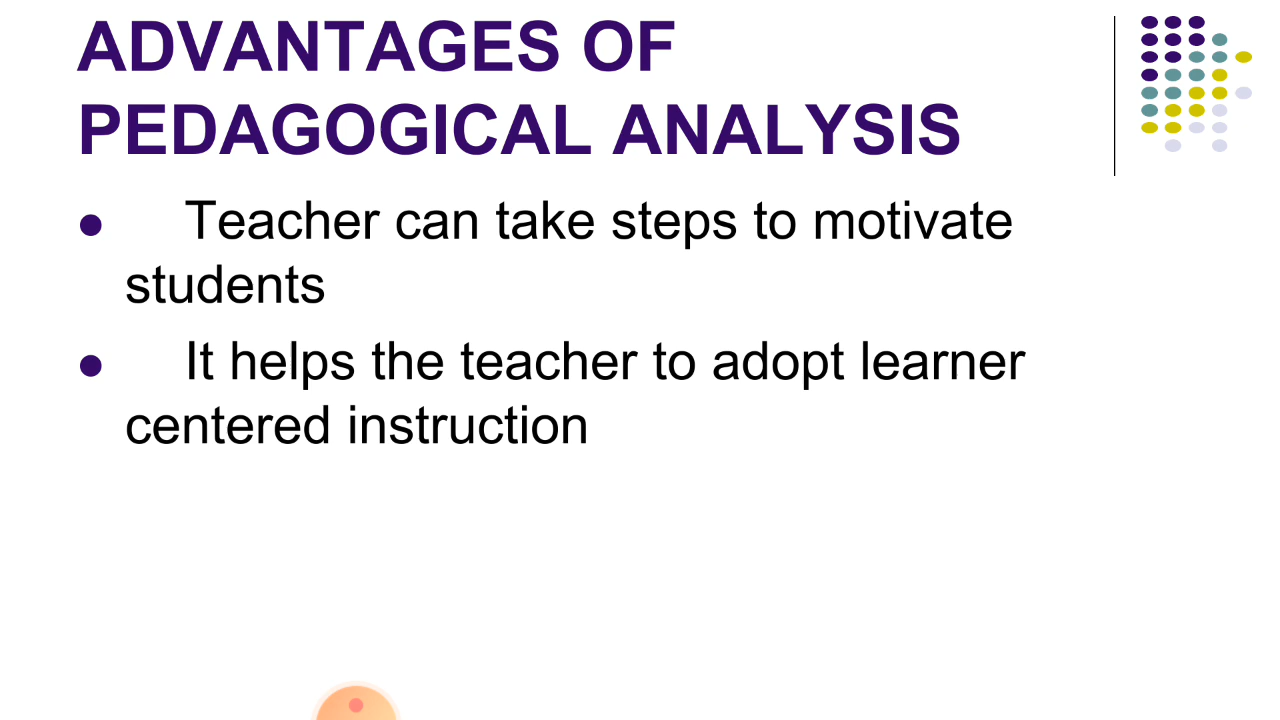 ADVANTAGES OF
PEDAGOGICAL ANALYSIS
● Teacher can take steps to motivate
students
● It helps the teacher to adopt learner
centered instruction